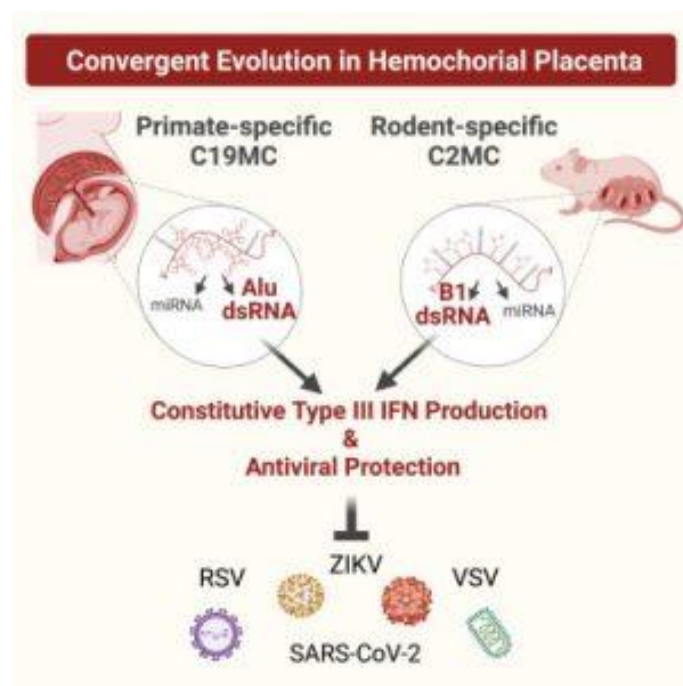 Convergent Evolution in Hemochorial Placenta
Primate-specific
C19MC
Rodent-specific
C2MC
miRNA
Alu
dsRNA
B1
dsRNA
miRNA
Constitutive Type III IFN Production
&
Antiviral Protection
RSV
ZIKV
VSV
SARS-CoV-2